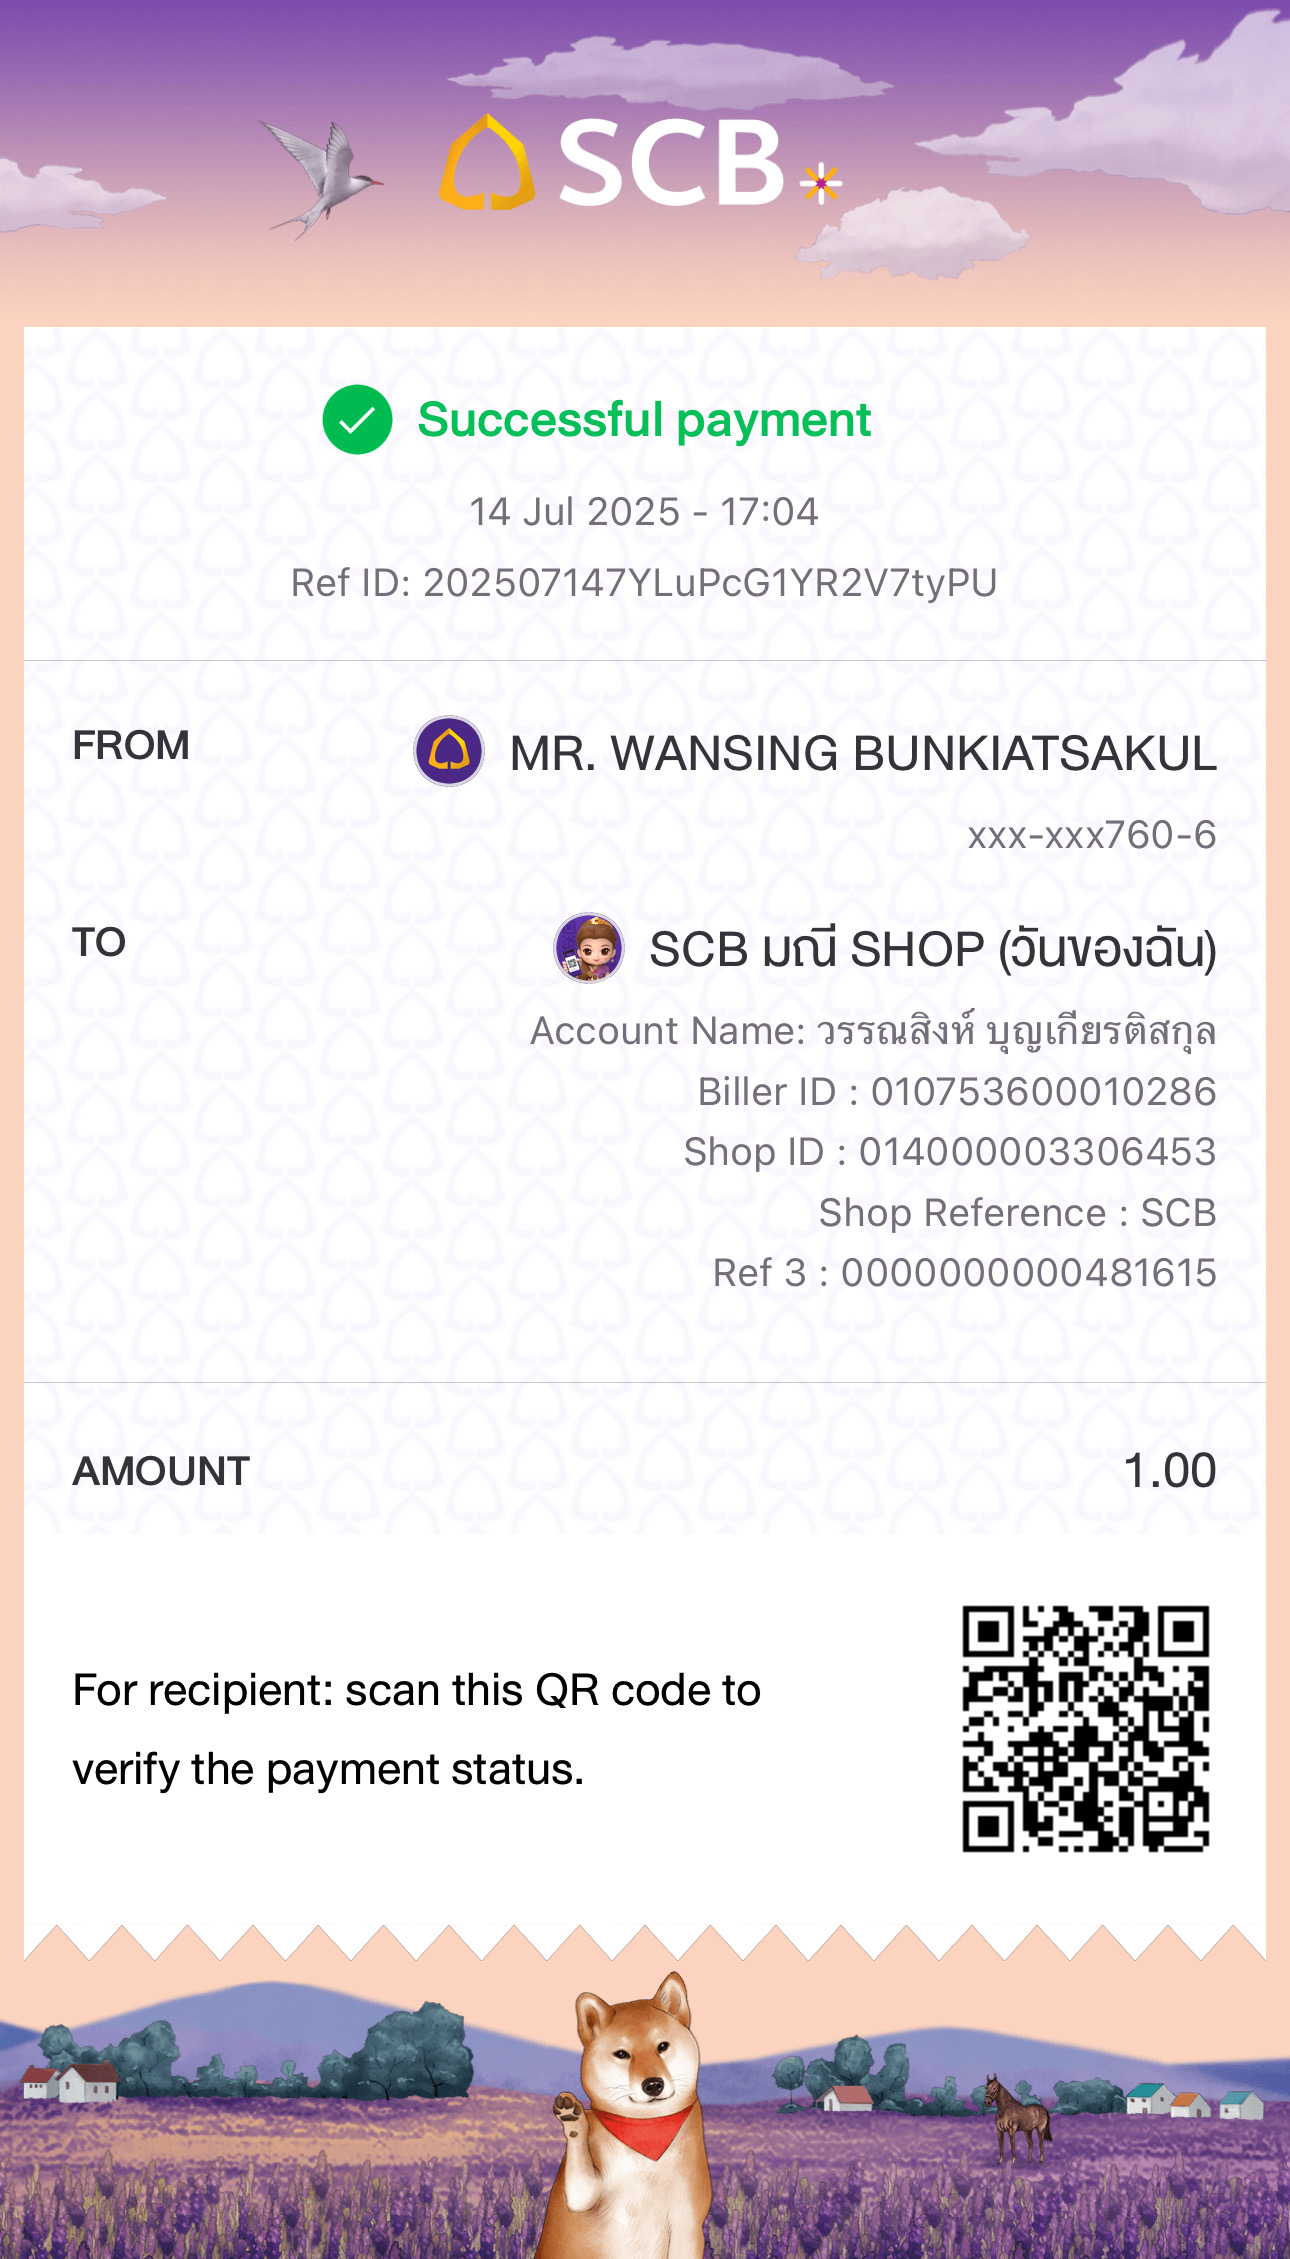 SCB
Successful payment
14 Jul 2025 - 17:04
Ref ID: 202507147YLuPcG1YR2V7tyPU
FROM
MR. WANSING BUNKIATSAKUL
xxx-xxx760-6
TO
SCB มณี SHOP (วันของฉัน)
Account Name: วรรณสิงห์ บุญเกียรติสกุล
Biller ID : 010753600010286
Shop ID : 014000003306453
Shop Reference : SCB
Ref 3 : 0000000000481615
AMOUNT
1.00
For recipient: scan this QR code to
verify the payment status.